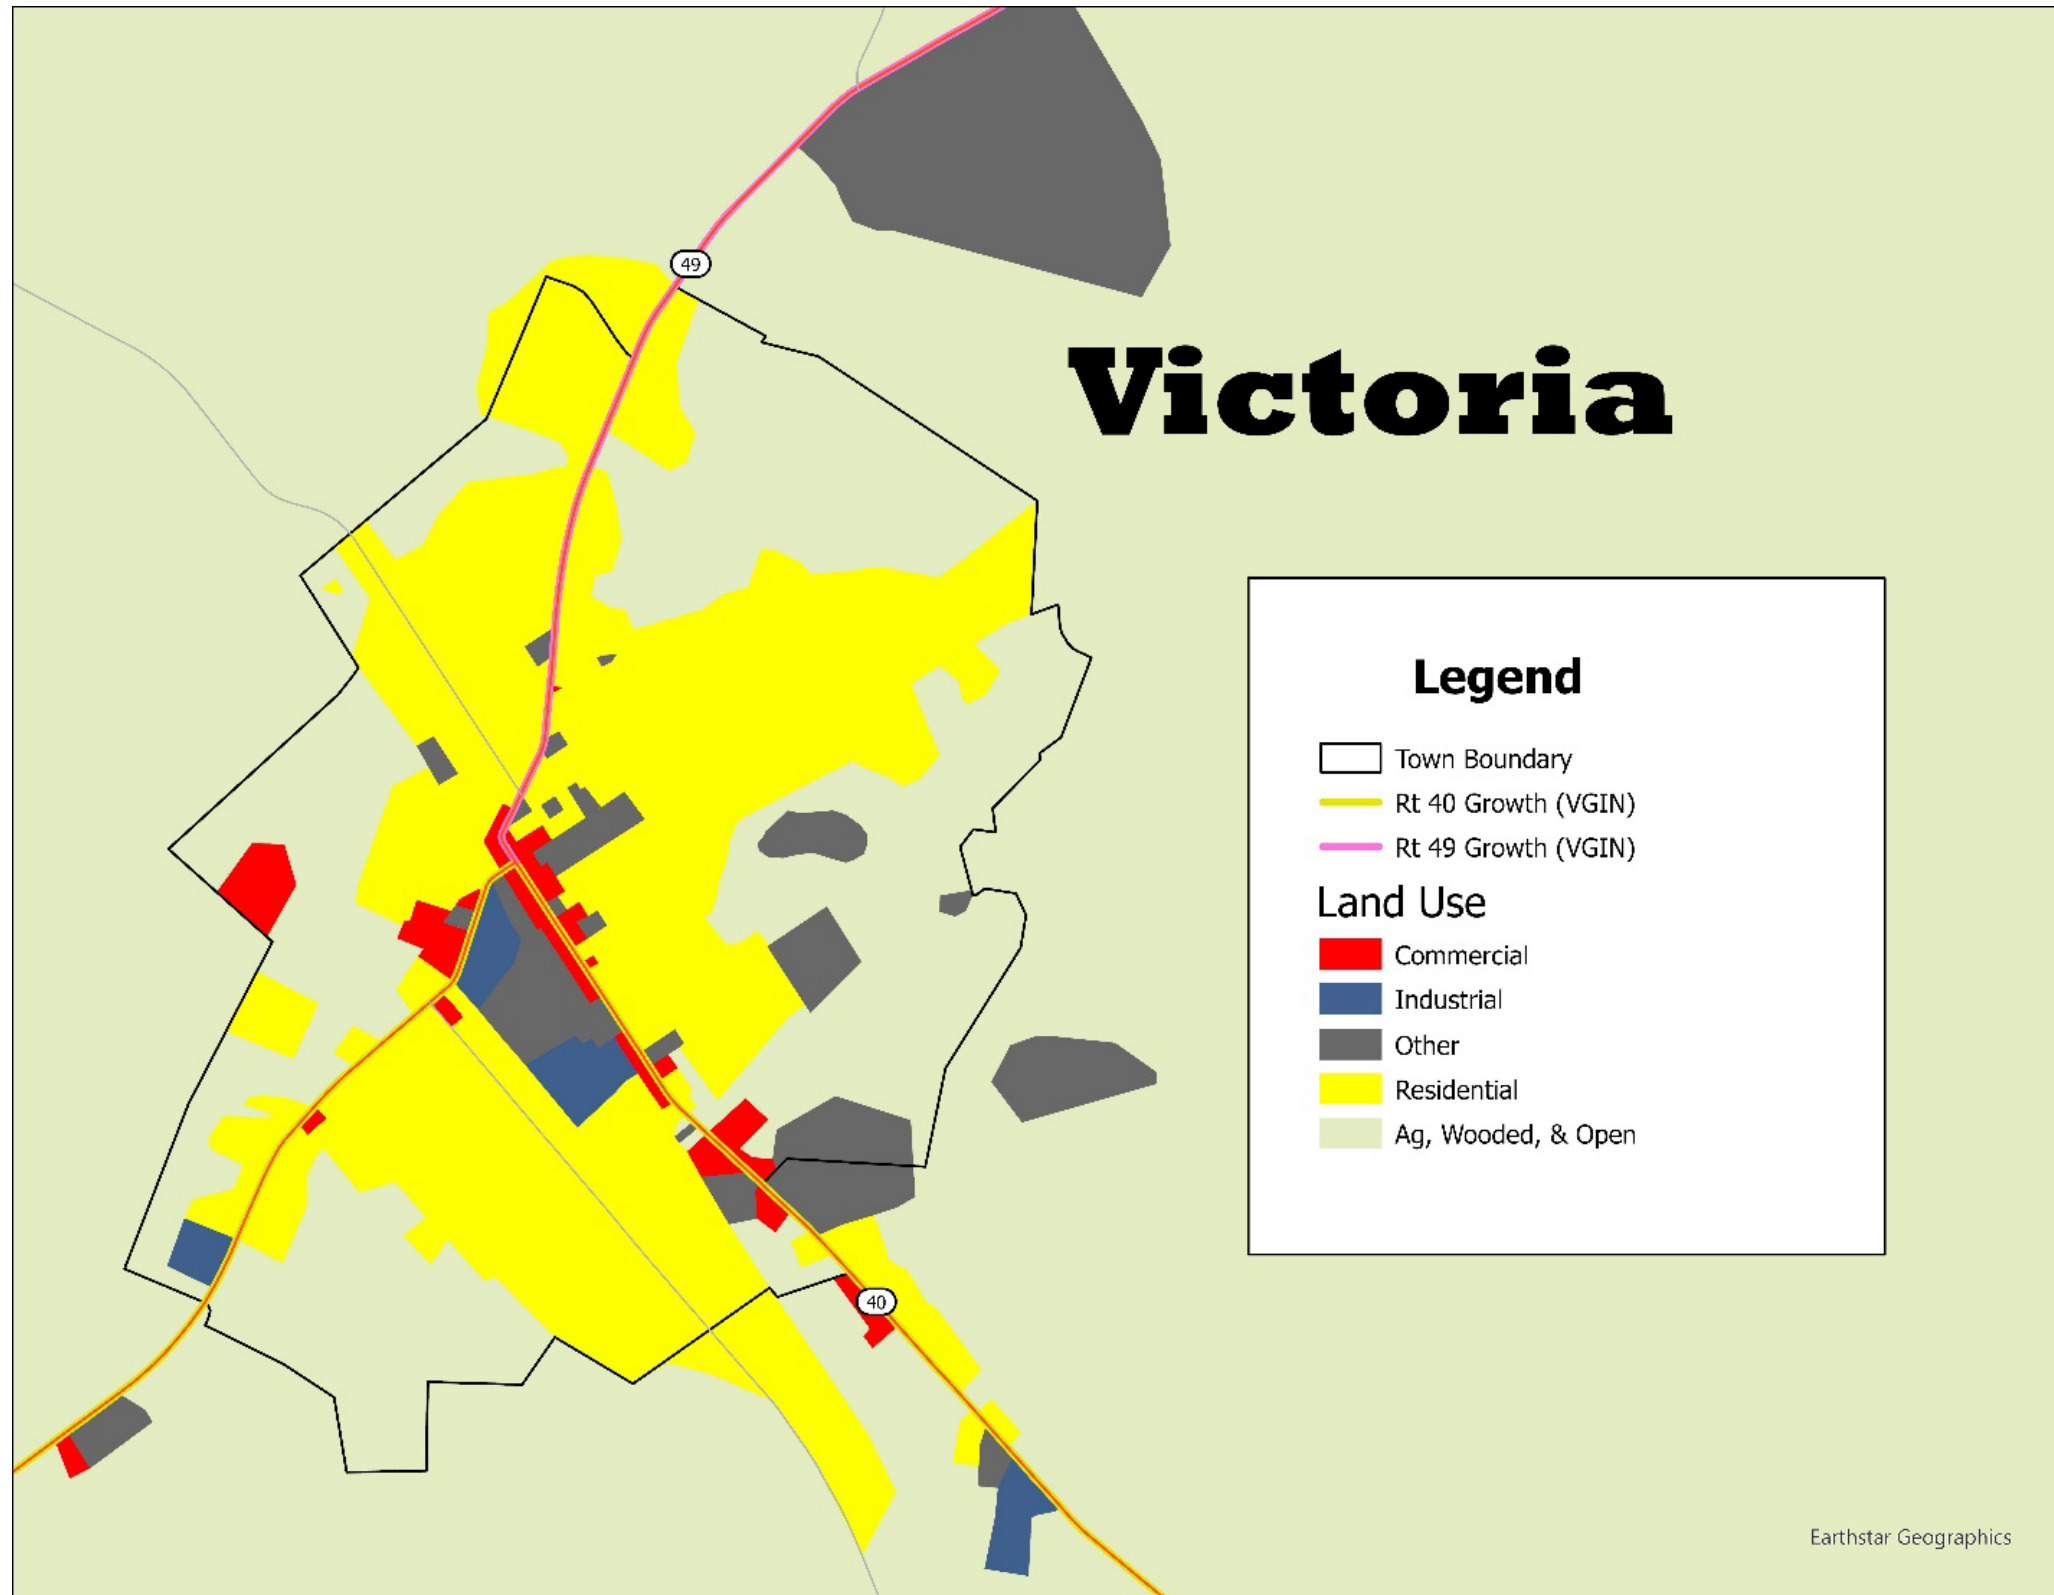 49
Victoria
Legend
Town Boundary
Rt 40 Growth (VGIN)
Rt 49 Growth (VGIN)
Land Use
Commercial
Industrial
Other
Residential
Ag, Wooded, & Open
40
Earthstar Geographics